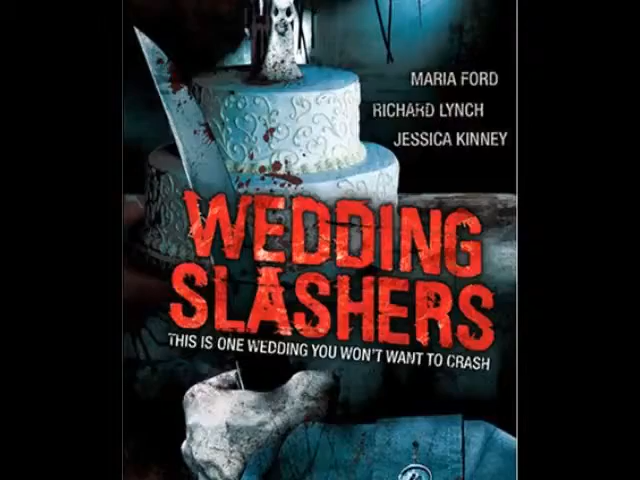 MARIA FORD
RICHARD LYNCH
JESSICA KINNEY
WEDDING
SLASHERS
THIS IS ONE WEDDING YOU WON'T WANT TO CRASH